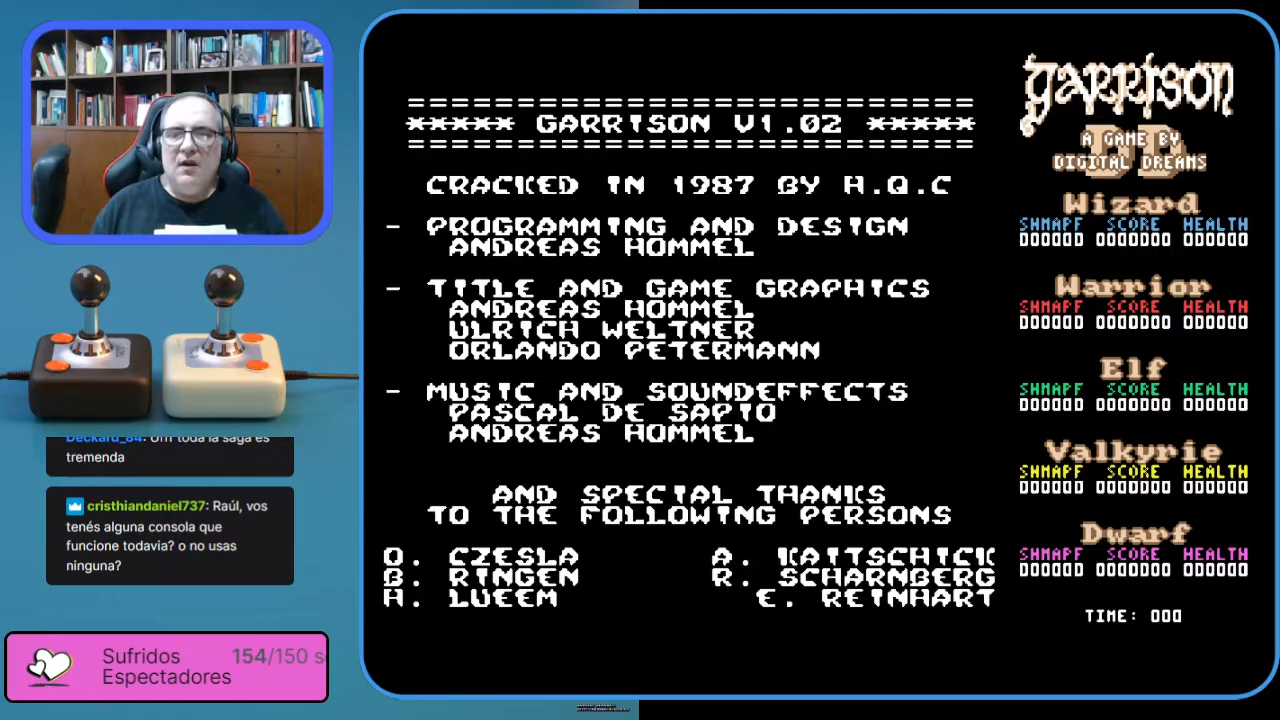 ==========================
***** GARRISON V1.02 *****
==========================
CRACKED IN 1987 BY H.Q.C
- PROGRAMMING AND DESIGN
ANDREAS HOMMEL
- TITLE AND GAME GRAPHICS
ANDREAS HOMMEL
ULRICH WELTNER
ORLANDO PETERMANN
- MUSIC AND SOUNDEFFECTS
PASCAL DE SAPIO
ANDREAS HOMMEL
AND SPECIAL THANKS
TO THE FOLLOWING PERSONS
O. CZESLA A. KAITSCHICK
B. RINGEN R. SCHARNBERG
H. LUEEM E. REINHART
GARRISON
DD
A GAME BY
DIGITAL DREAMS
Wizard
SHMAPF SCORE HEALTH
000000 0000000 000000
Warrior
SHMAPF SCORE HEALTH
000000 0000000 000000
Elf
SHMAPF SCORE HEALTH
000000 0000000 000000
Valkyrie
SHMAPF SCORE HEALTH
000000 0000000 000000
Dwarf
SHMAPF SCORE HEALTH
000000 0000000 000000
TIME: 000
Deckard_84: Uff toda la saga es
tremenda
cristhiandaniel737: Raúl, vos
tenés alguna consola que
funcione todavia? o no usas
ninguna?
Sufridos 154/150 s
Espectadores